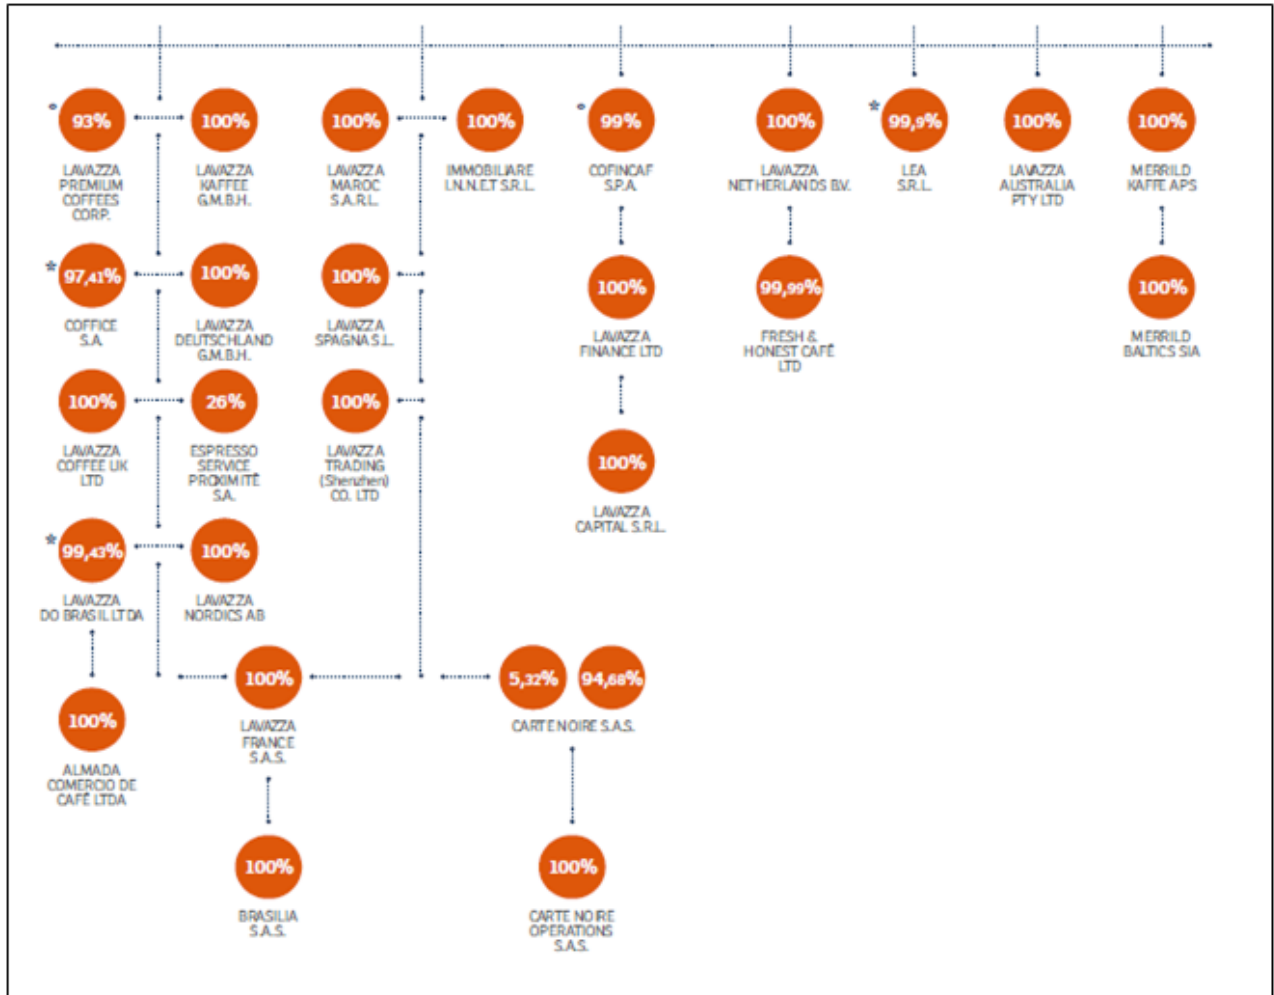 93%
LAVAZZA
PREMIUM
COFFEES
CORP.
100%
LAVAZZA
KAFFEE
G.M.B.H.
100%
LAVAZZA
MAROC
S.A.R.L.
100%
IMMOBILIARE
I.N.N.E.T S.R.L.
99%
COFINCAF
S.P.A.
100%
LAVAZZA
NETHERLANDS B.V.
*
99,9%
LEA
S.R.L.
100%
LAVAZZA
AUSTRALIA
PTY LTD
100%
MERRILD
KAFFE APS
*
97,41%
COFFICE
S.A.
100%
LAVAZZA
DEUTSCHLAND
G.M.B.H.
100%
LAVAZZA
SPAGNA S.L.
100%
LAVAZZA
FINANCE LTD
99,99%
FRESH &
HONEST CAFÉ
LTD
100%
MERRILD
BALTICS SIA
100%
LAVAZZA
COFFEE UK
LTD
26%
ESPRESSO
SERVICE
PROXIMITÉ
S.A.
100%
LAVAZZA
TRADING
(Shenzhen)
CO. LTD
100%
LAVAZZA
CAPITAL S.R.L.
*
99,43%
LAVAZZA
DO BRASIL LTDA
100%
LAVAZZA
NORDICS AB
100%
ALMADA
COMERCIO DE
CAFÉ LTDA
100%
LAVAZZA
FRANCE
S.A.S.
5,32%
94,68%
CARTE NOIRE S.A.S.
100%
BRASILIA
S.A.S.
100%
CARTE NOIRE
OPERATIONS
S.A.S.